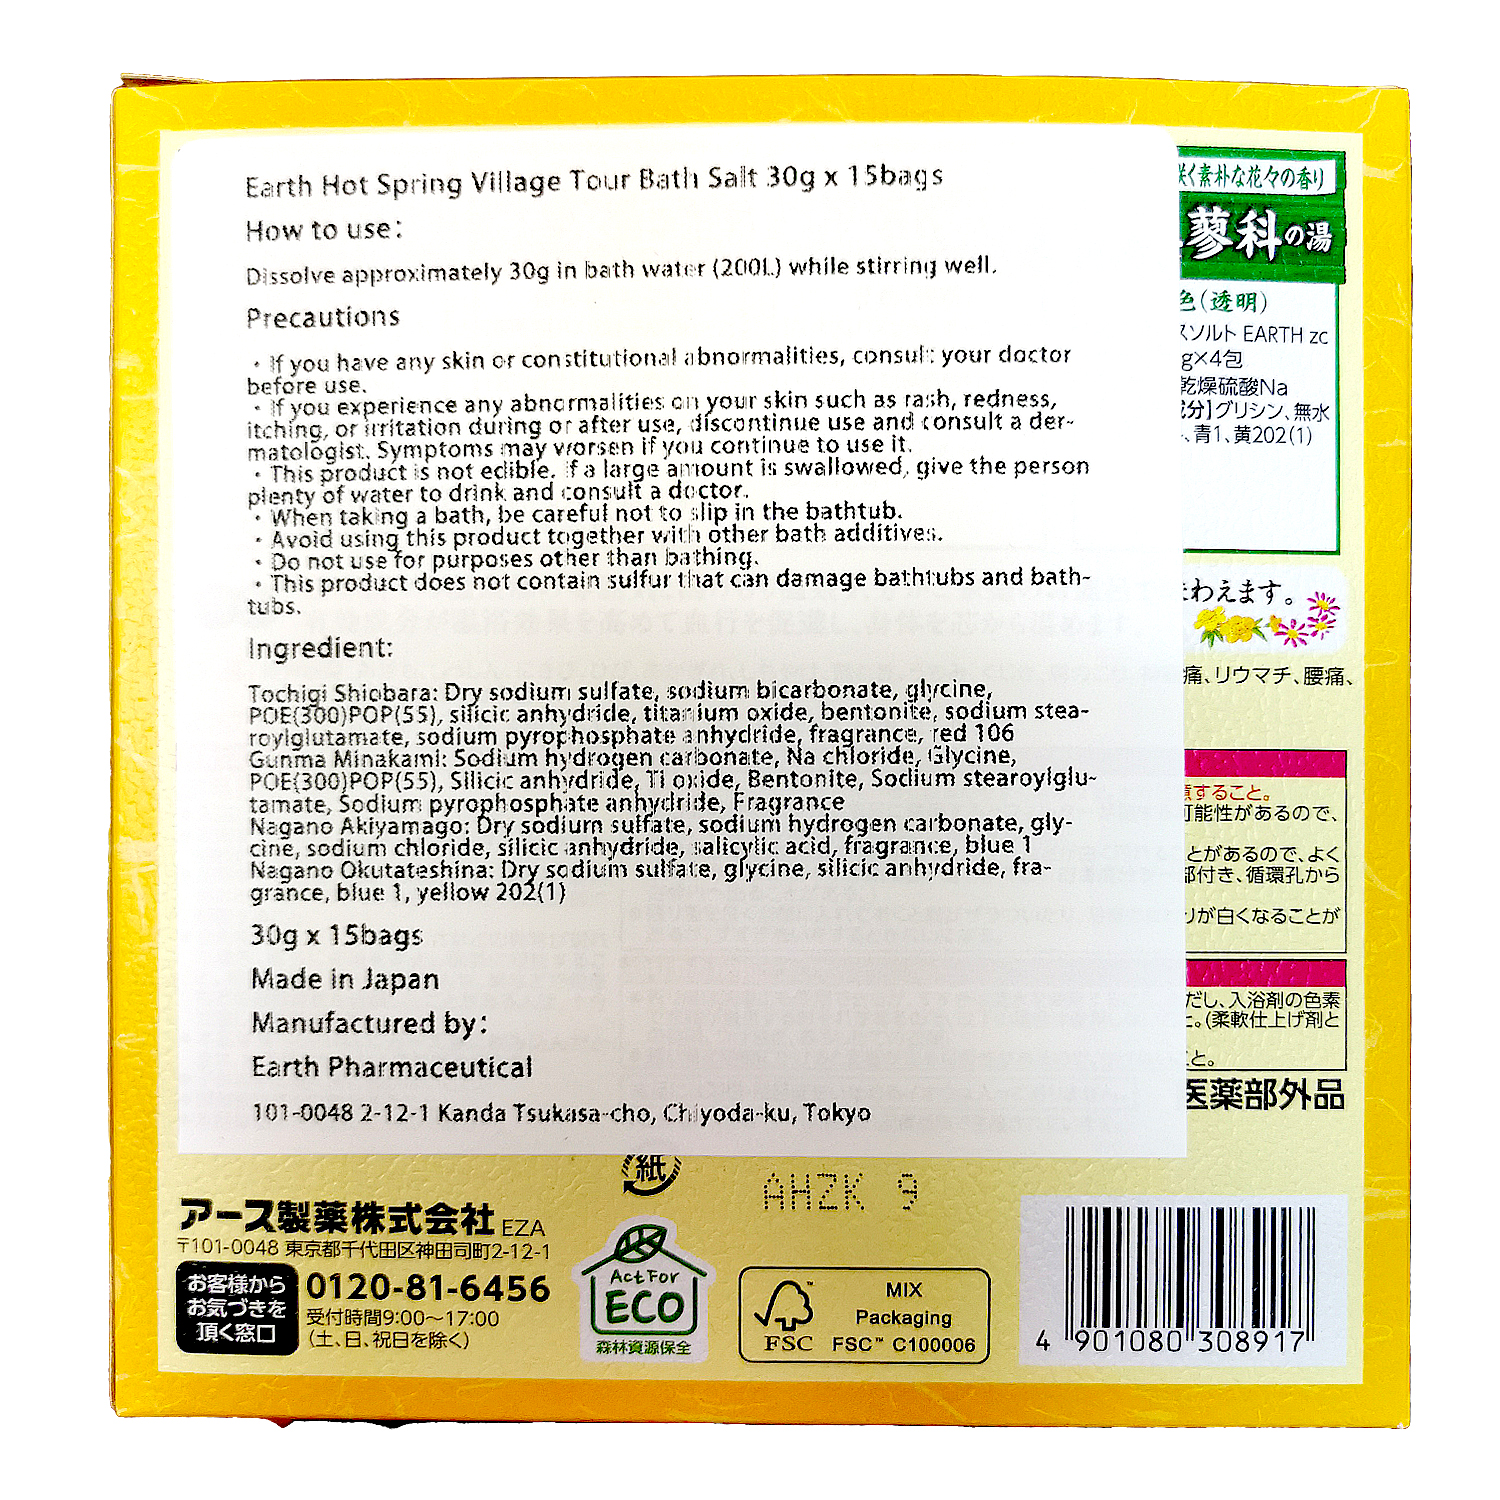 Earth Hot Spring Village Tour Bath Salt 30g x 15bags
How to use:
Dissolve approximately 30g in bath water (200L) while stirring well.
Precautions
・If you have any skin or constitutional abnormalities, consult your doctor
before use.
・If you experience any abnormalities on your skin such as rash, redness,
itching, or irritation during or after use, discontinue use and consult a der-
matologist. Symptoms may worsen if you continue to use it.
・This product is not edible. If a large amount is swallowed, give the person
plenty of water to drink and consult a doctor.
・When taking a bath, be careful not to slip in the bathtub.
・Avoid using this product together with other bath additives.
・Do not use for purposes other than bathing.
・This product does not contain sulfur that can damage bathtubs and bath-
tubs.
Ingredient:
Tochigi Shiobara: Dry sodium sulfate, sodium bicarbonate, glycine,
POE(300)POP(55), silicic anhydride, titanium oxide, bentonite, sodium stea-
roylglutamate, sodium pyrophosphate anhydride, fragrance, red 106
Gunma Minakami: Sodium hydrogen carbonate, Na chloride, Glycine,
POE(300)POP(55), Silicic anhydride, Ti oxide, Bentonite, Sodium stearoylglu-
tamate, Sodium pyrophosphate anhydride, Fragrance
Nagano Akiyamago: Dry sodium sulfate, sodium hydrogen carbonate, gly-
cine, sodium chloride, silicic anhydride, salicylic acid, fragrance, blue 1
Nagano Okutateshina: Dry sodium sulfate, glycine, silicic anhydride, fra-
grance, blue 1, yellow 202(1)
30g x 15bags
Made in Japan
Manufactured by:
Earth Pharmaceutical
101-0048 2-12-1 Kanda Tsukasa-cho, Chiyoda-ku, Tokyo
咲く素朴な花々の香り
蓼科の湯
色(透明)
スソルト EARTH zc
g×4包
乾燥硫酸Na
成分】グリシン、無水
、青1、黄202(1)
わえます。
痛、リウマチ、腰痛、
意すること。
可能性があるので、
とがあるので、よく
部付き、循環孔から
りが白くなることが
だし、入浴剤の色素
と。(柔軟仕上げ剤と
こと。
医薬部外品
紙
AHZK 9
アース製薬株式会社 EZA
〒101-0048 東京都千代田区神田司町2-12-1
お客様から
お気づきを
頂く窓口
0120-81-6456
受付時間9:00〜17:00
(土、日、祝日を除く)
Act For
ECO
森林資源保全
FSC
MIX
Packaging
FSC™ C100006
4 901080 308917